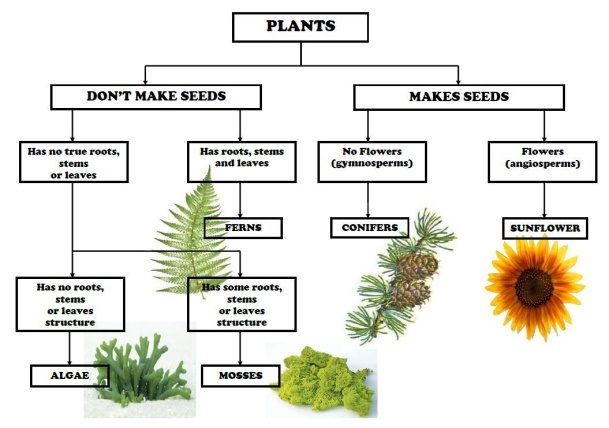 PLANTS
DON'T MAKE SEEDS
MAKES SEEDS
Has no true roots,
stems
or leaves
Has roots, stems
and leaves
No Flowers
(gymnosperms)
Flowers
(angiosperms)
FERNS
CONIFERS
SUNFLOWER
Has no roots,
stems
or leaves
structure
Has some roots,
stems
or leaves
structure
ALGAE
MOSSES